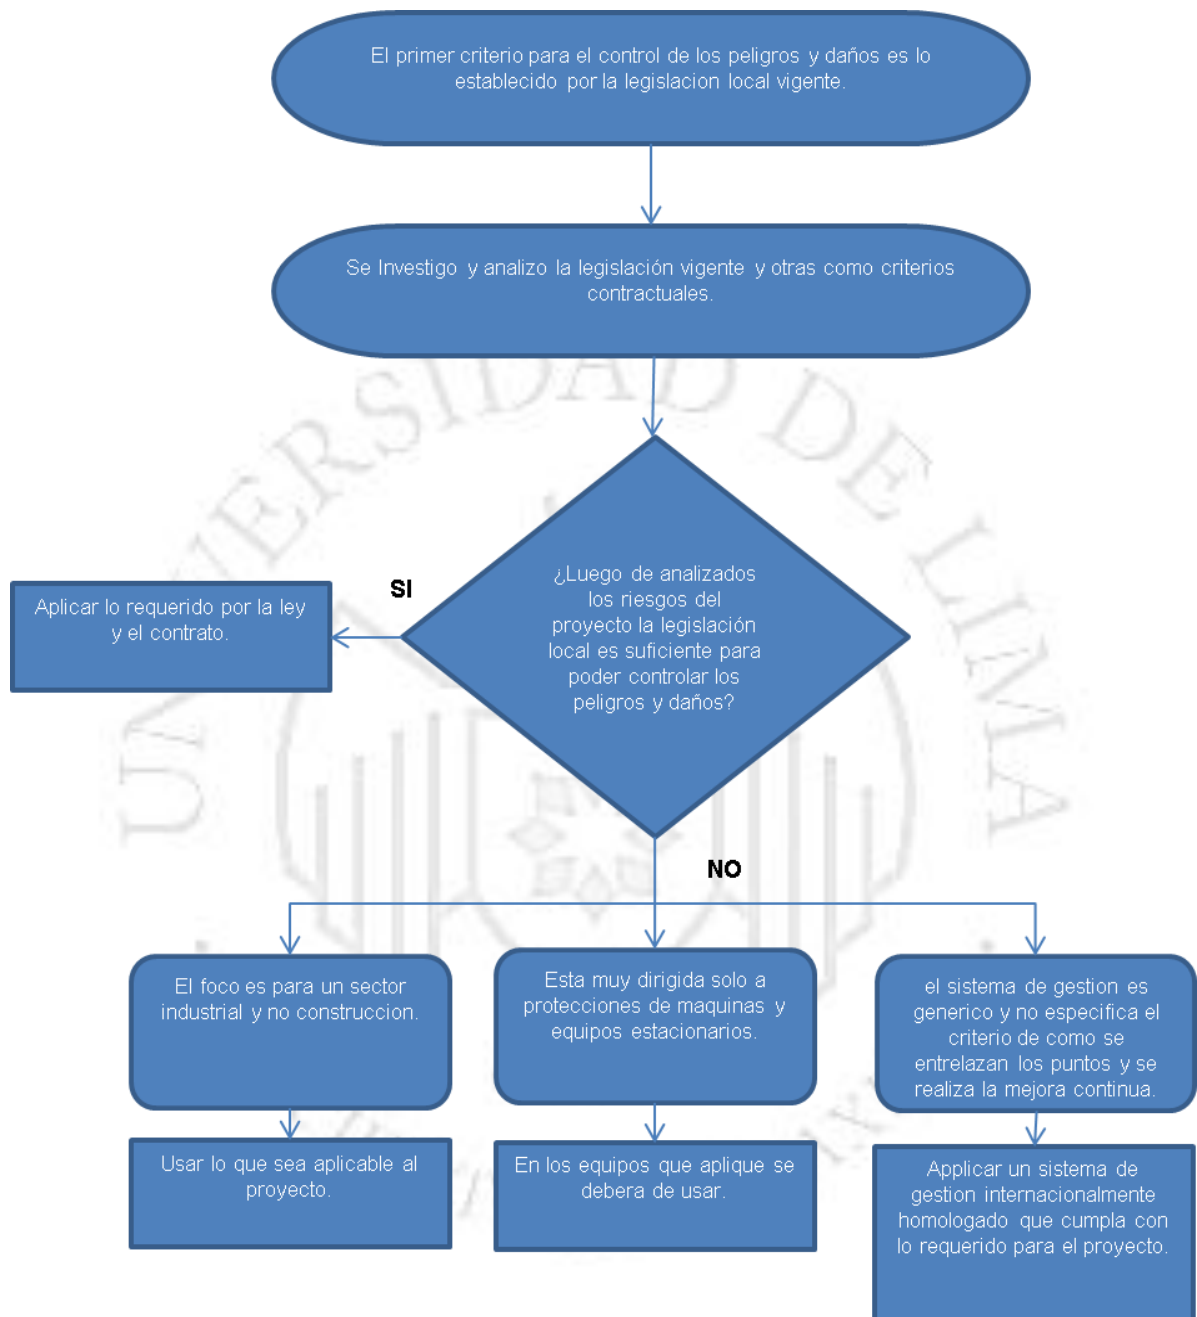 El primer criterio para el control de los peligros y daños es lo
establecido por la legislacion local vigente.
Se Investigo y analizo la legislación vigente y otras como criterios
contractuales.
¿Luego de analizados
los riesgos del
proyecto la legislación
local es suficiente para
poder controlar los
peligros y daños?
SI
Aplicar lo requerido por la ley
y el contrato.
NO
El foco es para un sector
industrial y no construccion.
Esta muy dirigida solo a
protecciones de maquinas y
equipos estacionarios.
el sistema de gestion es
generico y no especifica el
criterio de como se
entrelazan los puntos y se
realiza la mejora continua.
Usar lo que sea aplicable al
proyecto.
En los equipos que aplique se
debera de usar.
Applicar un sistema de
gestion internacionalmente
homologado que cumpla con
lo requerido para el proyecto.
UNIVERSIDAD DE LIMA